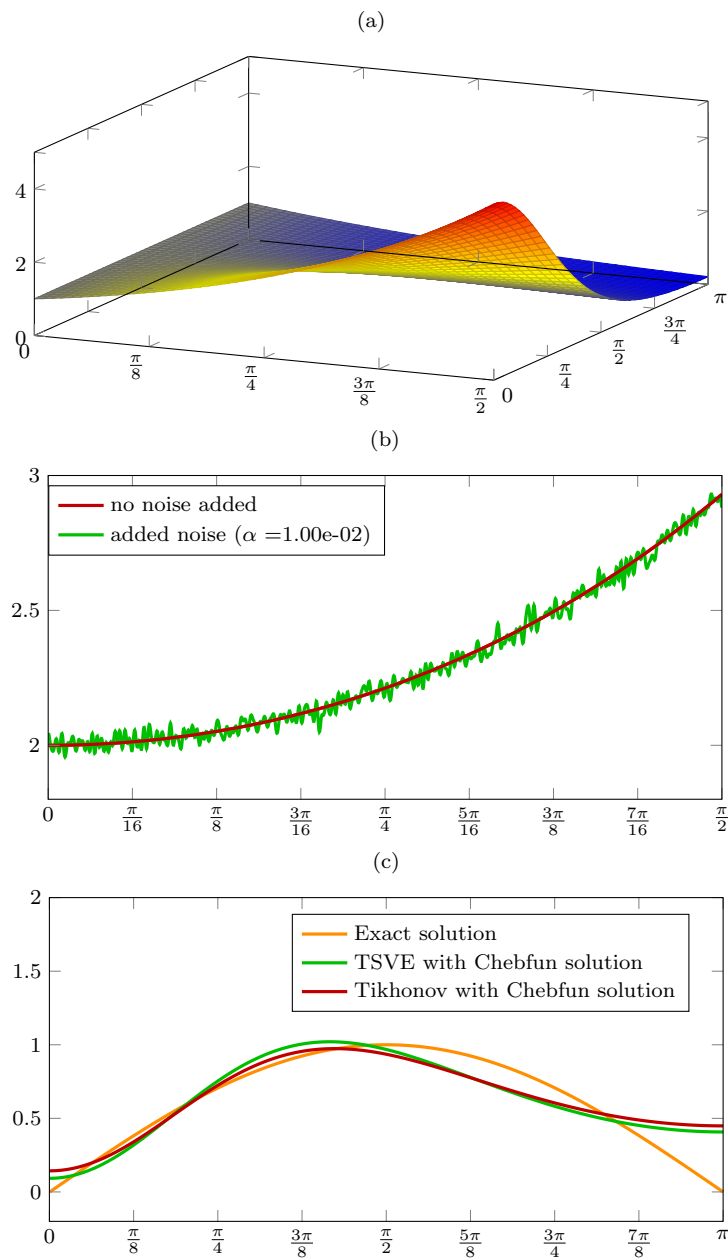 (a)
4
2
0
0
π/8
π/4
3π/8
π/2
0
π/4
π/2
3π/4
π
(b)
3
2.5
2
no noise added
added noise (α =1.00e-02)
0
π/16
π/8
3π/16
π/4
5π/16
3π/8
7π/16
π/2
(c)
2
1.5
1
0.5
0
Exact solution
TSVE with Chebfun solution
Tikhonov with Chebfun solution
0
π/8
π/4
3π/8
π/2
5π/8
3π/4
7π/8
π